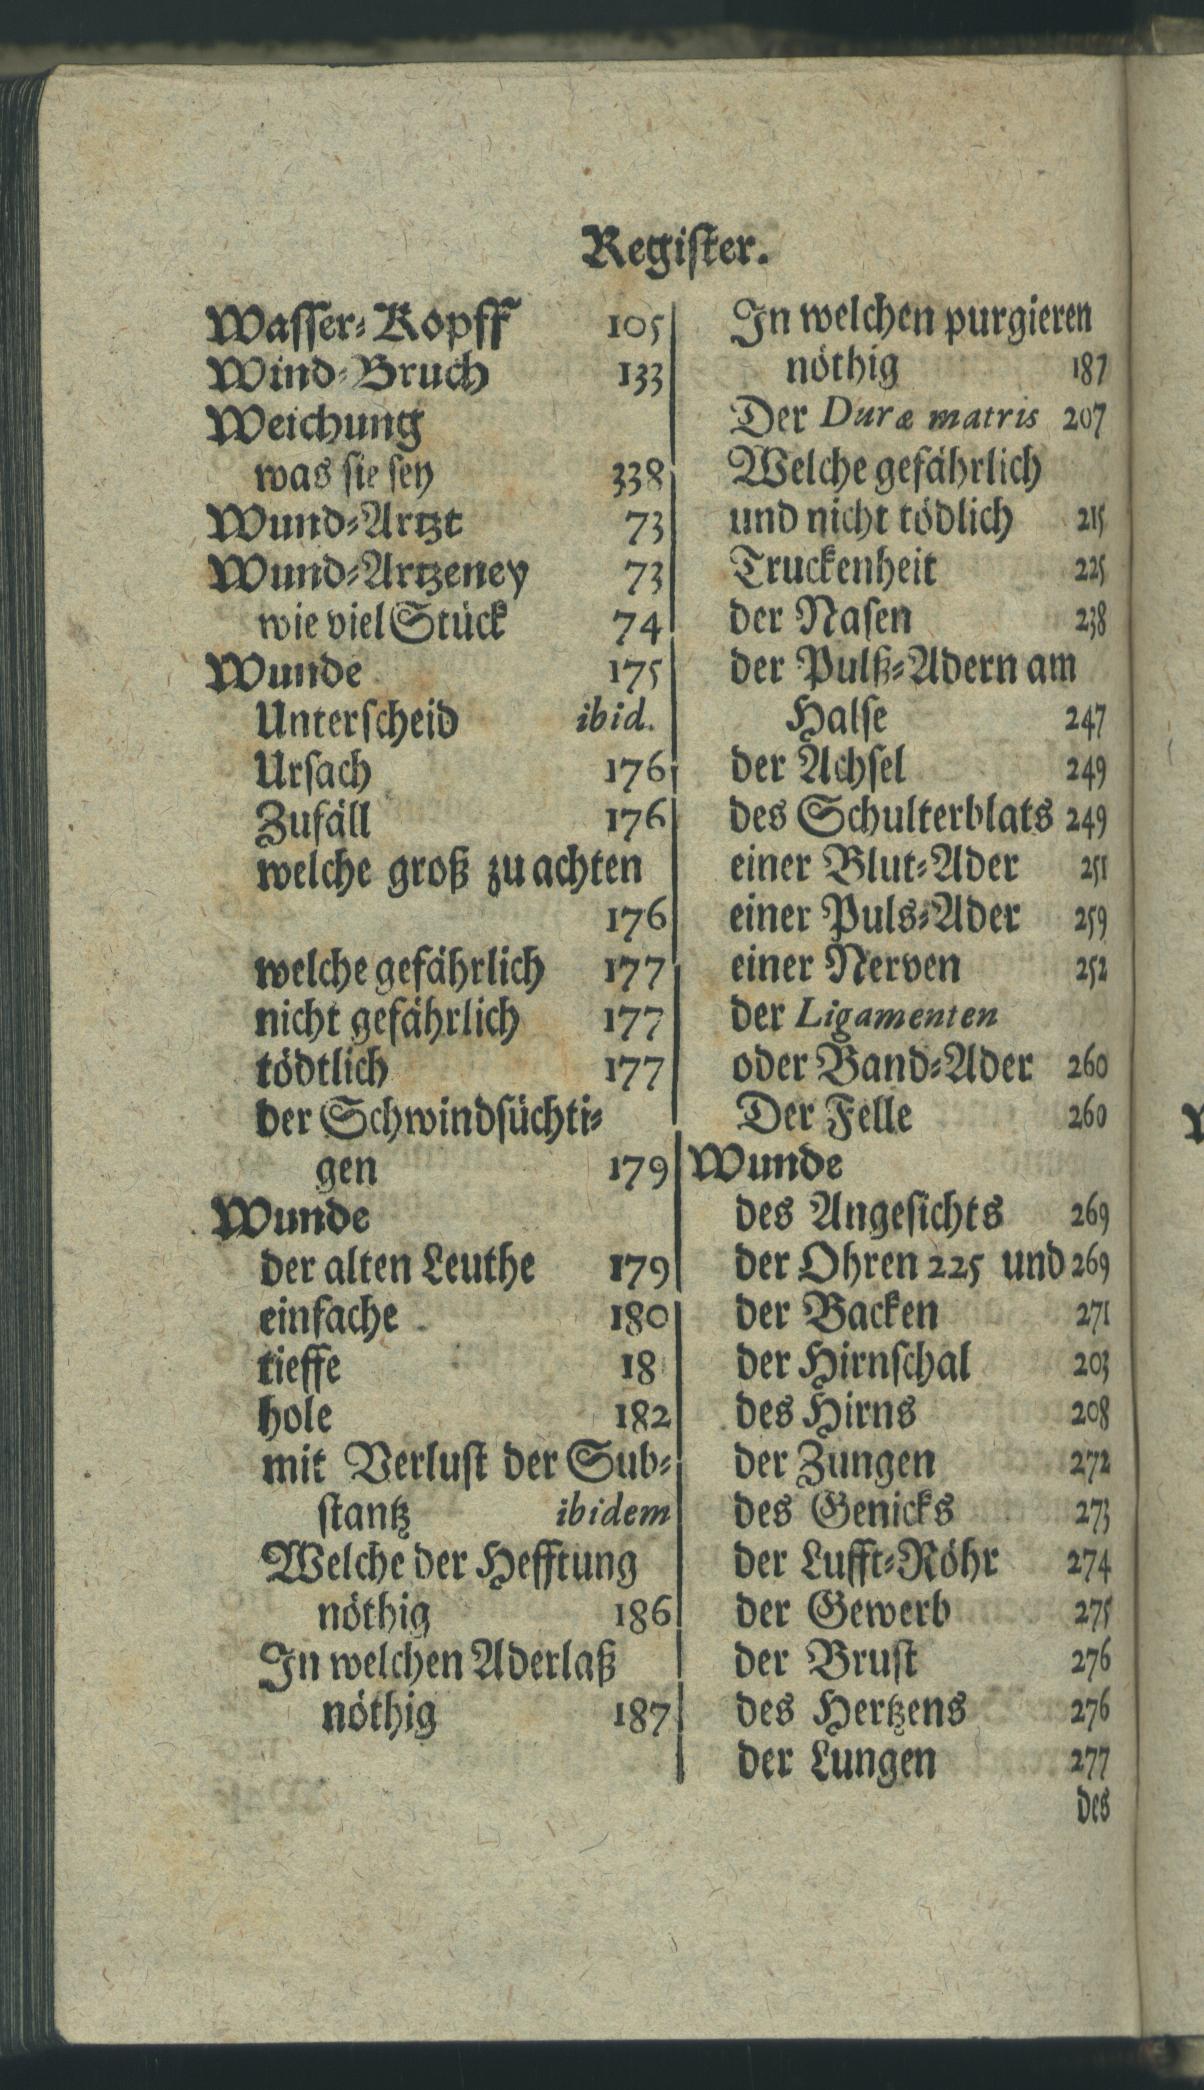 Register.
Wasser-Kopff 105
Wind-Bruch 133
Weichung
was sie sey 338
Wund-Artzt 73
Wund-Artzeney 73
wie viel Stück 74
Wunde 175
Unterscheid ibid.
Ursach 176
Zufäll 176
welche groß zu achten
176
welche gefährlich 177
nicht gefährlich 177
tödtlich 177
der Schwindsüchti-
gen 179
Wunde
der alten Leuthe 179
einfache 180
tieffe 18
hole 182
mit Verlust der Sub-
stantz ibidem
Welche der Hefftung
nöthig 186
In welchen Aderlaß
nöthig 187
In welchen purgieren
nöthig 187
Der Duræ matris 207
Welche gefährlich
und nicht tödlich 215
Truckenheit 225
der Nasen 238
der Pulß-Adern am
Halse 247
der Achsel 249
des Schulterblats 249
einer Blut-Ader 251
einer Puls-Ader 259
einer Nerven 252
der Ligamenten
oder Band-Ader 260
Der Felle 260
Wunde
des Angesichts 269
der Ohren 225 und 269
der Backen 271
der Hirnschal 203
des Hirns 208
der Zungen 272
des Genicks 273
der Lufft-Röhr 274
der Gewerb 275
der Brust 276
des Hertzens 276
der Lungen 277
des